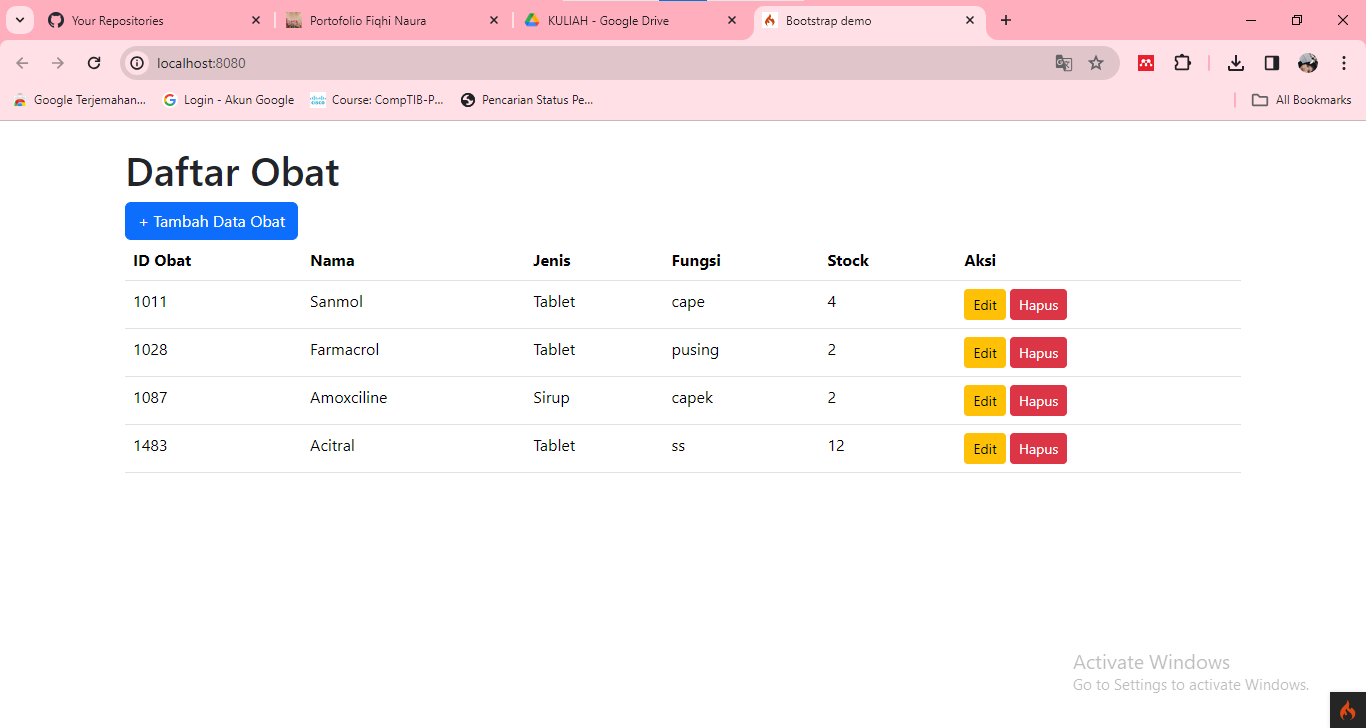 Your Repositories
Portofolio Fiqhi Naura
KULIAH - Google Drive
Bootstrap demo
localhost:8080
Google Terjemahan...
Login - Akun Google
Course: CompTIB-P...
Pencarian Status Pe...
All Bookmarks
Daftar Obat
+ Tambah Data Obat
ID Obat Nama Jenis Fungsi Stock Aksi
1011 Sanmol Tablet cape 4 Edit Hapus
1028 Farmacrol Tablet pusing 2 Edit Hapus
1087 Amoxciline Sirup capek 2 Edit Hapus
1483 Acitral Tablet ss 12 Edit Hapus
Activate Windows
Go to Settings to activate Windows.